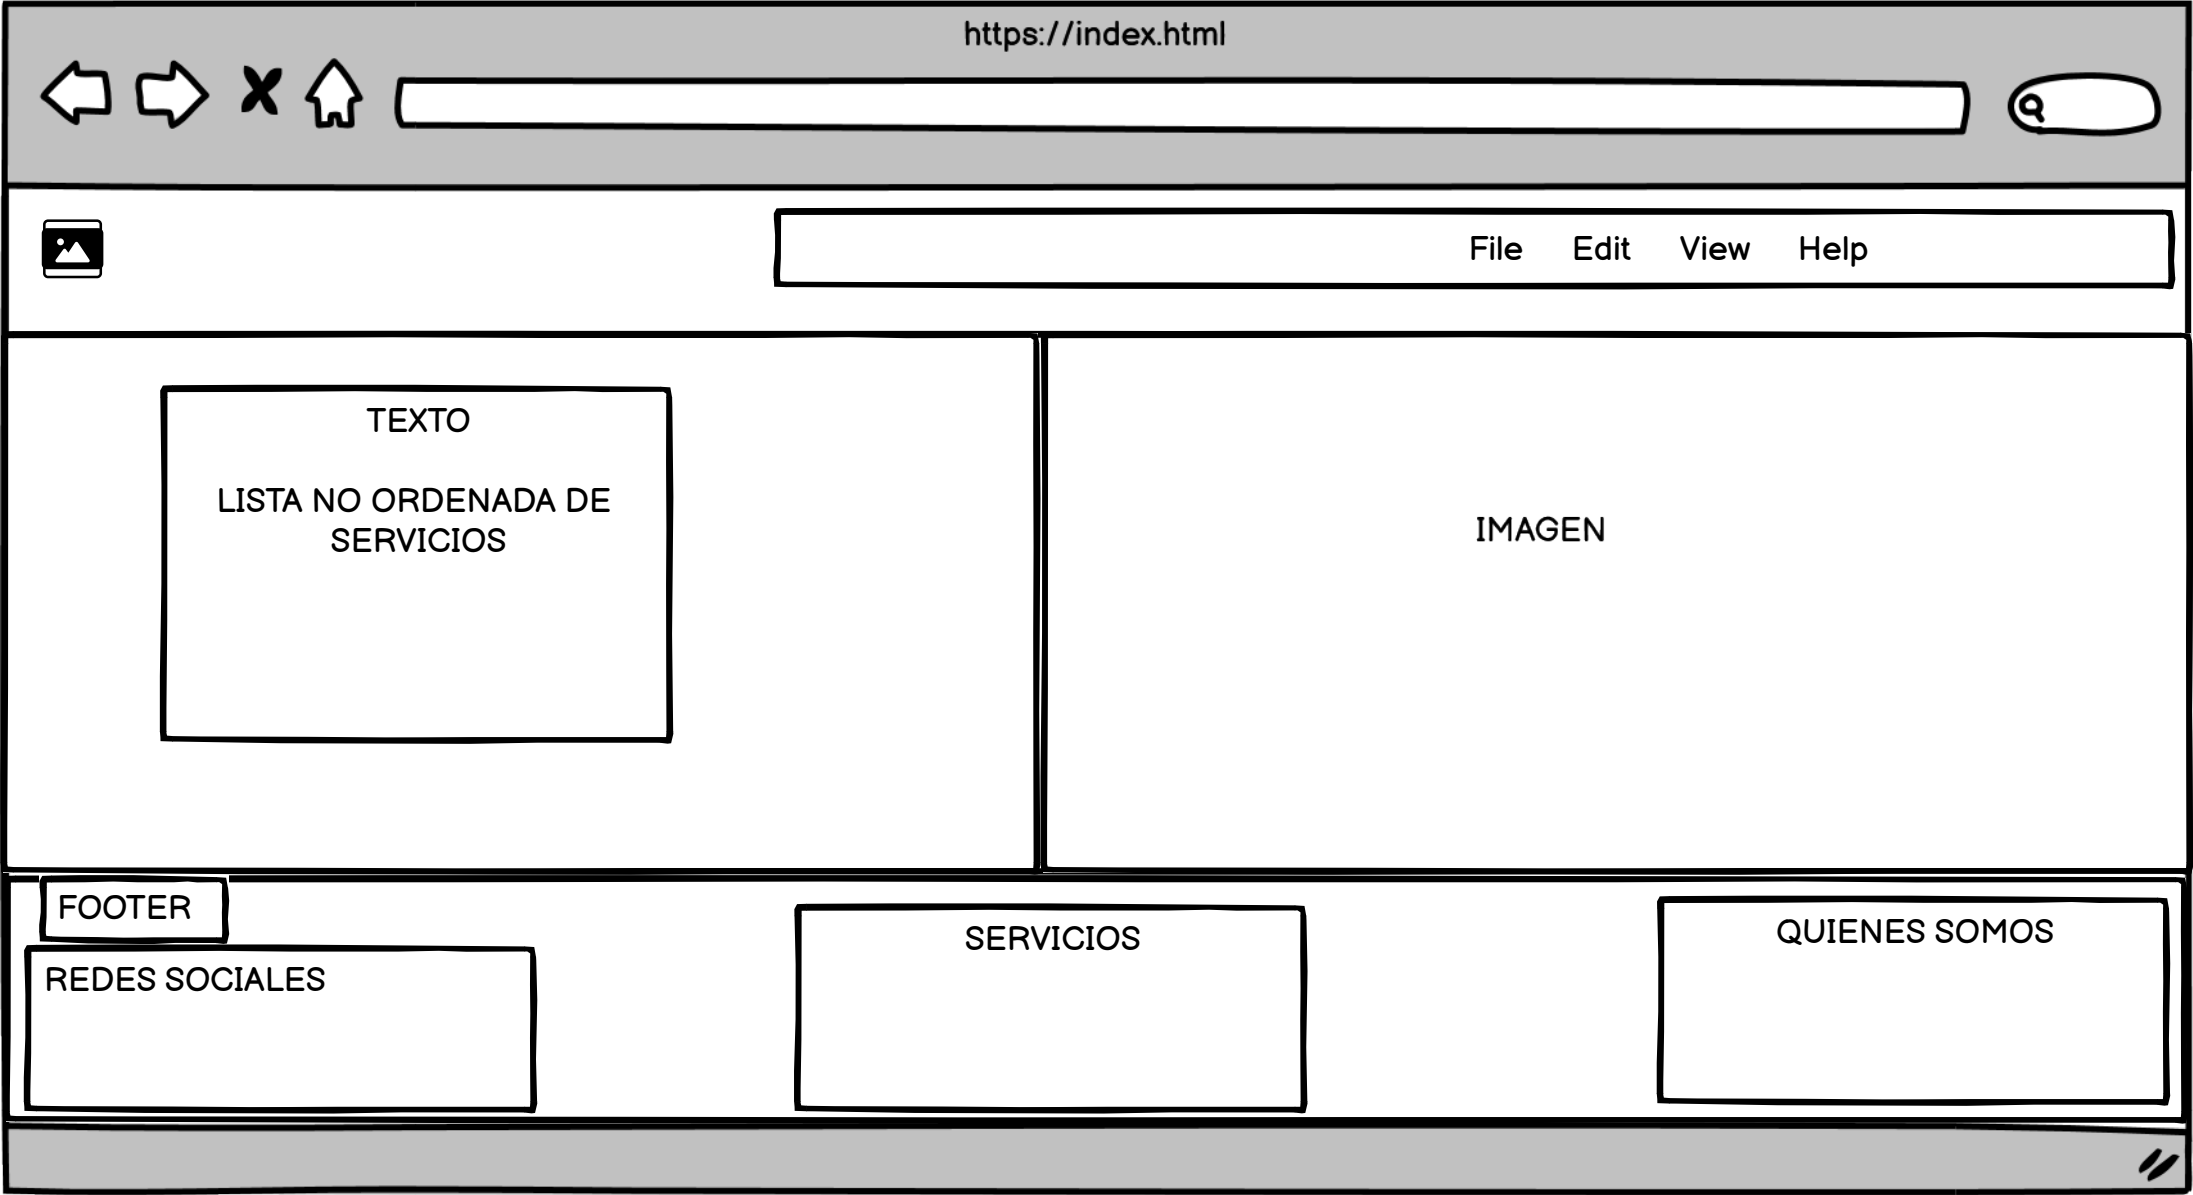 https://index.html
File Edit View Help
TEXTO
LISTA NO ORDENADA DE
SERVICIOS
IMAGEN
FOOTER
REDES SOCIALES
SERVICIOS
QUIENES SOMOS